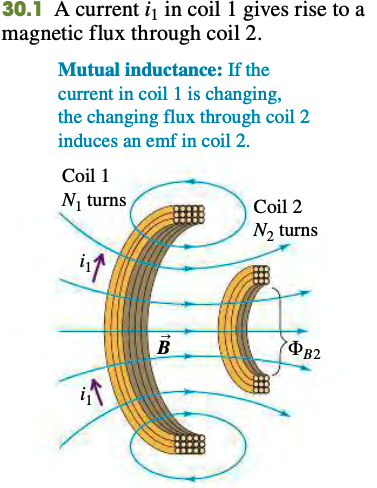 30.1 A current i₁ in coil 1 gives rise to a
magnetic flux through coil 2.
Mutual inductance: If the
current in coil 1 is changing,
the changing flux through coil 2
induces an emf in coil 2.
Coil 1
N₁ turns
Coil 2
N₂ turns
i₁
B⃗
Φ_B2
i₁